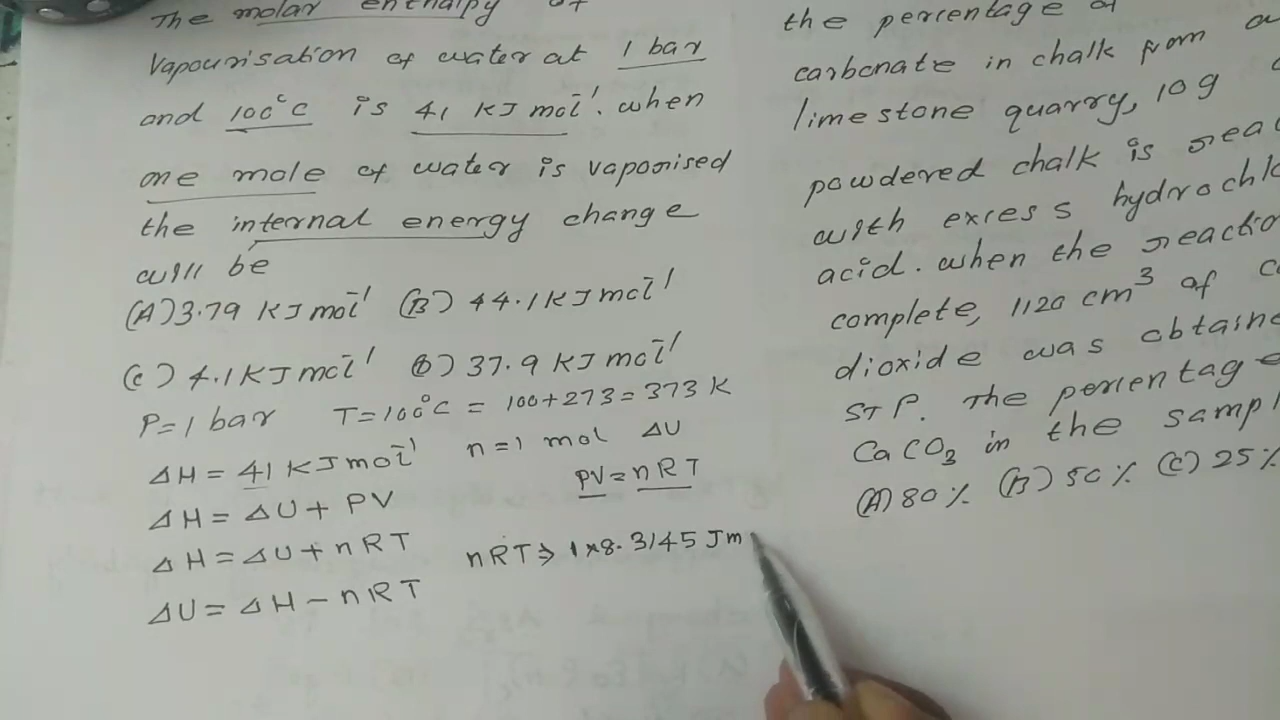 The molar enthalpy of
Vapourisation of water at 1 bar
and 100°C is 41 KJ mol⁻¹. when
one mole of water is vaporised
the internal energy change
will be
(A) 3.79 KJ mol⁻¹ (B) 44.1 KJ mol⁻¹
(C) 4.1 KJ mol⁻¹ (D) 37.9 KJ mol⁻¹
P = 1 bar T = 100°C = 100+273 = 373 K
ΔH = 41 KJ mol⁻¹ n = 1 mol ΔU
ΔH = ΔU + PV PV = nRT
ΔH = ΔU + nRT nRT ⇒ 1×8.3145 Jm
ΔU = ΔH − nRT
the percentage of
carbonate in chalk from
limestone quarry, 10g
powdered chalk is
with excess
acid. when the
complete, 1120 cm³ of
dioxide was
STP. The percentage
CaCO₃ in the
(A) 80% (B) 50% (C) 25%